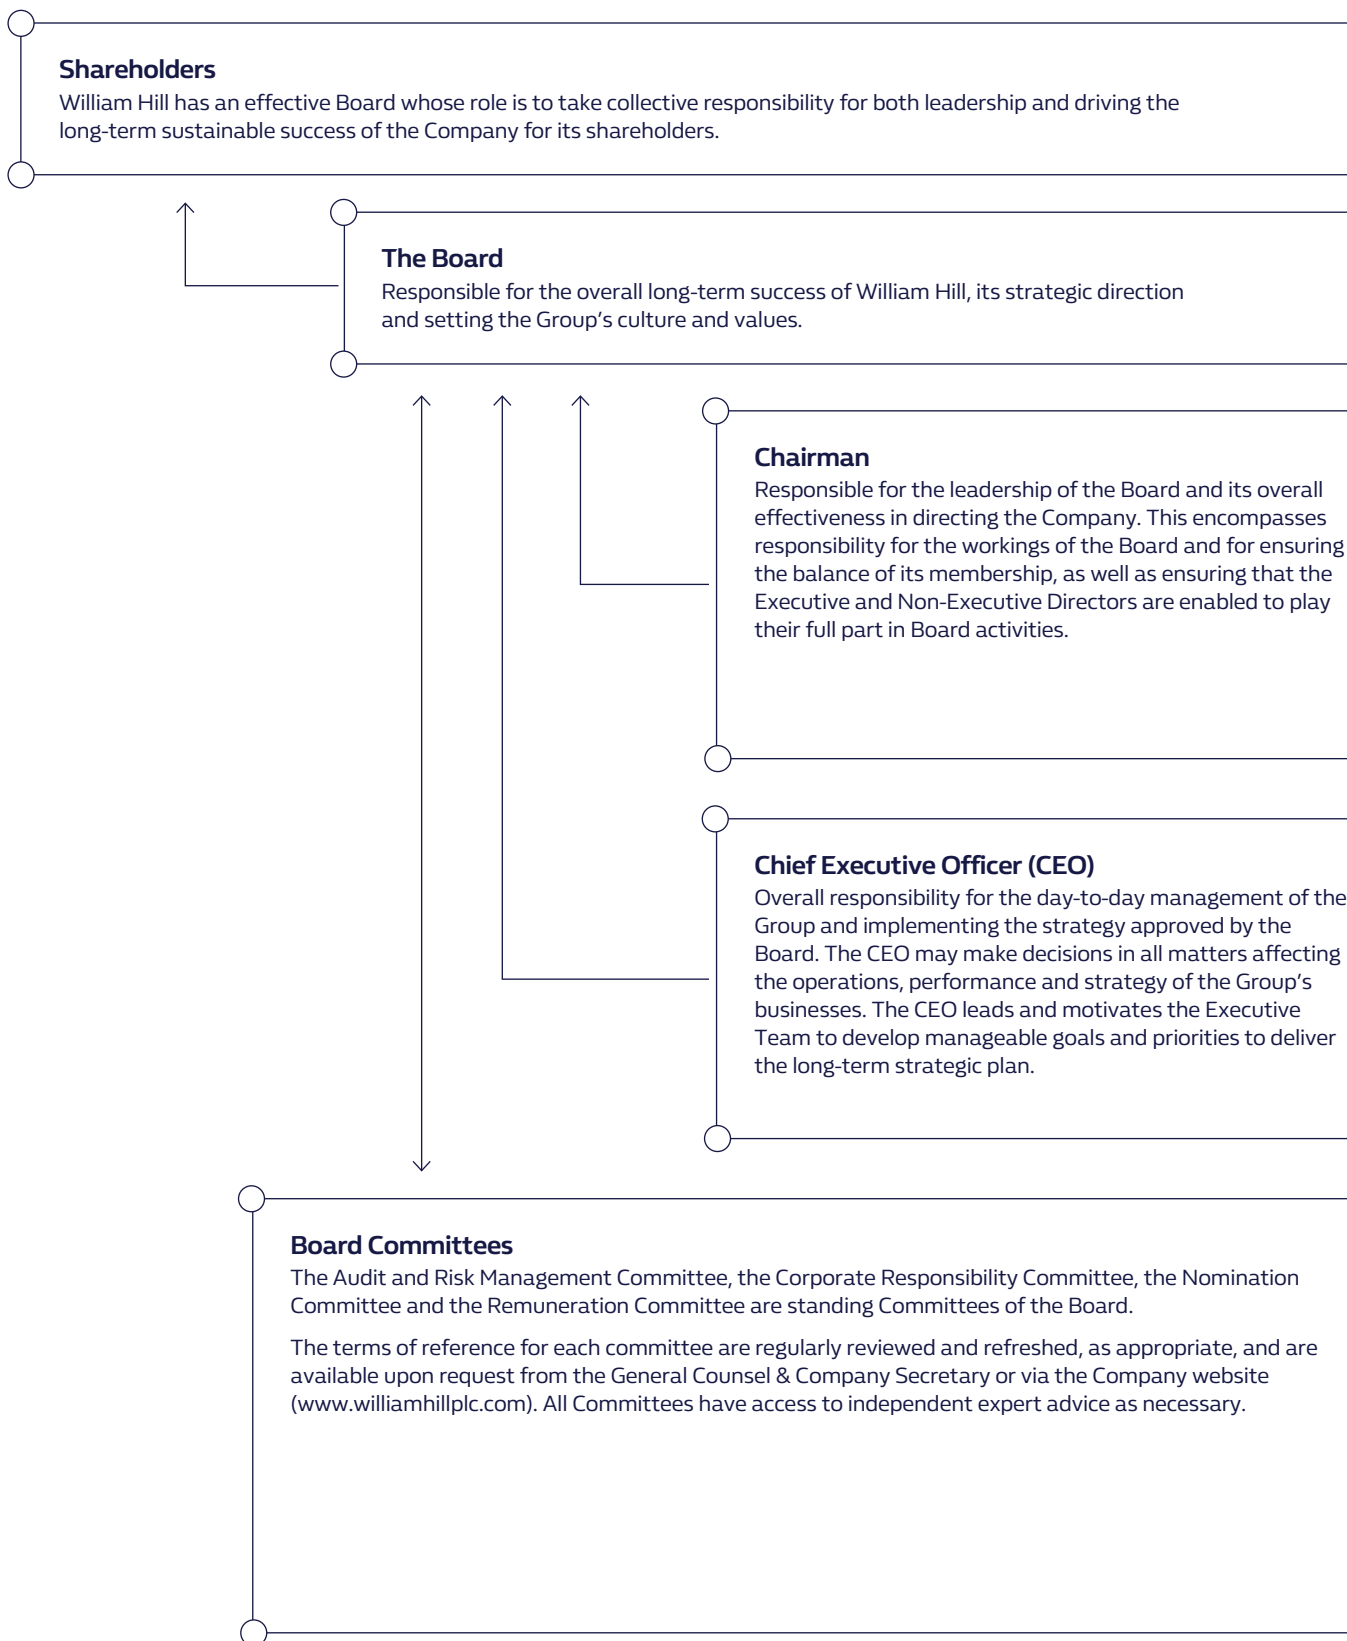 Shareholders
William Hill has an effective Board whose role is to take collective responsibility for both leadership and driving the
long-term sustainable success of the Company for its shareholders.
The Board
Responsible for the overall long-term success of William Hill, its strategic direction
and setting the Group's culture and values.
Chairman
Responsible for the leadership of the Board and its overall
effectiveness in directing the Company. This encompasses
responsibility for the workings of the Board and for ensuring
the balance of its membership, as well as ensuring that the
Executive and Non-Executive Directors are enabled to play
their full part in Board activities.
Chief Executive Officer (CEO)
Overall responsibility for the day-to-day management of the
Group and implementing the strategy approved by the
Board. The CEO may make decisions in all matters affecting
the operations, performance and strategy of the Group's
businesses. The CEO leads and motivates the Executive
Team to develop manageable goals and priorities to deliver
the long-term strategic plan.
Board Committees
The Audit and Risk Management Committee, the Corporate Responsibility Committee, the Nomination
Committee and the Remuneration Committee are standing Committees of the Board.
The terms of reference for each committee are regularly reviewed and refreshed, as appropriate, and are
available upon request from the General Counsel & Company Secretary or via the Company website
(www.williamhillplc.com). All Committees have access to independent expert advice as necessary.